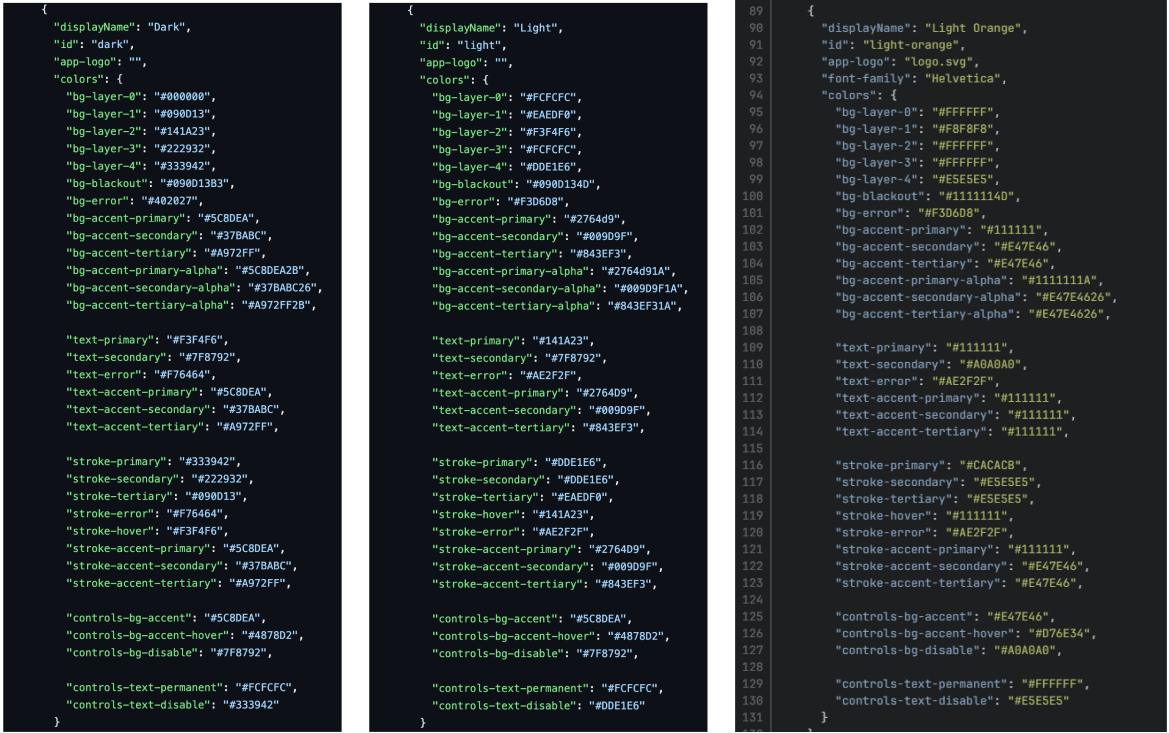 {
"displayName": "Dark",
"id": "dark",
"app-logo": "",
"colors": {
"bg-layer-0": "#000000",
"bg-layer-1": "#090D13",
"bg-layer-2": "#141A23",
"bg-layer-3": "#222932",
"bg-layer-4": "#333942",
"bg-blackout": "#090D13B3",
"bg-error": "#402027",
"bg-accent-primary": "#5C8DEA",
"bg-accent-secondary": "#37BABC",
"bg-accent-tertiary": "#A972FF",
"bg-accent-primary-alpha": "#5C8DEA2B",
"bg-accent-secondary-alpha": "#37BABC26",
"bg-accent-tertiary-alpha": "#A972FF2B",
"text-primary": "#F3F4F6",
"text-secondary": "#7F8792",
"text-error": "#F76464",
"text-accent-primary": "#5C8DEA",
"text-accent-secondary": "#37BABC",
"text-accent-tertiary": "#A972FF",
"stroke-primary": "#333942",
"stroke-secondary": "#222932",
"stroke-tertiary": "#090D13",
"stroke-error": "#F76464",
"stroke-hover": "#F3F4F6",
"stroke-accent-primary": "#5C8DEA",
"stroke-accent-secondary": "#37BABC",
"stroke-accent-tertiary": "#A972FF",
"controls-bg-accent": "#5C8DEA",
"controls-bg-accent-hover": "#4878D2",
"controls-bg-disable": "#7F8792",
"controls-text-permanent": "#FCFCFC",
"controls-text-disable": "#333942"
}
{
"displayName": "Light",
"id": "light",
"app-logo": "",
"colors": {
"bg-layer-0": "#FCFCFC",
"bg-layer-1": "#EAEDF0",
"bg-layer-2": "#F3F4F6",
"bg-layer-3": "#FCFCFC",
"bg-layer-4": "#DDE1E6",
"bg-blackout": "#090D134D",
"bg-error": "#F3D6D8",
"bg-accent-primary": "#2764d9",
"bg-accent-secondary": "#009D9F",
"bg-accent-tertiary": "#843EF3",
"bg-accent-primary-alpha": "#2764d91A",
"bg-accent-secondary-alpha": "#009D9F1A",
"bg-accent-tertiary-alpha": "#843EF31A",
"text-primary": "#141A23",
"text-secondary": "#7F8792",
"text-error": "#AE2F2F",
"text-accent-primary": "#2764D9",
"text-accent-secondary": "#009D9F",
"text-accent-tertiary": "#843EF3",
"stroke-primary": "#DDE1E6",
"stroke-secondary": "#DDE1E6",
"stroke-tertiary": "#EAEDF0",
"stroke-hover": "#141A23",
"stroke-error": "#AE2F2F",
"stroke-accent-primary": "#2764D9",
"stroke-accent-secondary": "#009D9F",
"stroke-accent-tertiary": "#843EF3",
"controls-bg-accent": "#5C8DEA",
"controls-bg-accent-hover": "#4878D2",
"controls-bg-disable": "#7F8792",
"controls-text-permanent": "#FCFCFC",
"controls-text-disable": "#DDE1E6"
}
89 {
90 "displayName": "Light Orange",
91 "id": "light-orange",
92 "app-logo": "logo.svg",
93 "font-family": "Helvetica",
94 "colors": {
95 "bg-layer-0": "#FFFFFF",
96 "bg-layer-1": "#F8F8F8",
97 "bg-layer-2": "#FFFFFF",
98 "bg-layer-3": "#FFFFFF",
99 "bg-layer-4": "#E5E5E5",
100 "bg-blackout": "#1111114D",
101 "bg-error": "#F3D6D8",
102 "bg-accent-primary": "#111111",
103 "bg-accent-secondary": "#E47E46",
104 "bg-accent-tertiary": "#E47E46",
105 "bg-accent-primary-alpha": "#1111111A",
106 "bg-accent-secondary-alpha": "#E47E4626",
107 "bg-accent-tertiary-alpha": "#E47E4626",
108
109 "text-primary": "#111111",
110 "text-secondary": "#A0A0A0",
111 "text-error": "#AE2F2F",
112 "text-accent-primary": "#111111",
113 "text-accent-secondary": "#111111",
114 "text-accent-tertiary": "#111111",
115
116 "stroke-primary": "#CACACB",
117 "stroke-secondary": "#E5E5E5",
118 "stroke-tertiary": "#E5E5E5",
119 "stroke-hover": "#111111",
120 "stroke-error": "#AE2F2F",
121 "stroke-accent-primary": "#111111",
122 "stroke-accent-secondary": "#E47E46",
123 "stroke-accent-tertiary": "#E47E46",
124
125 "controls-bg-accent": "#E47E46",
126 "controls-bg-accent-hover": "#D76E34",
127 "controls-bg-disable": "#A0A0A0",
128
129 "controls-text-permanent": "#FFFFFF",
130 "controls-text-disable": "#E5E5E5"
131 }